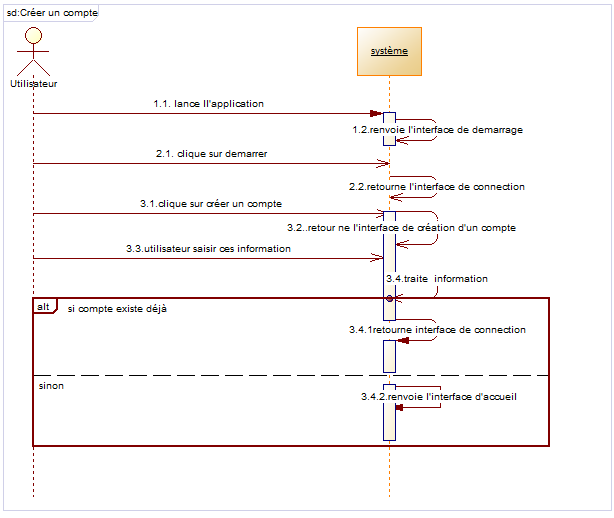 sd:Créer un compte
système
Utilisateur
1.1. lance ll'application
1.2.renvoie l'interface de demarrage
2.1. clique sur demarrer
2.2.retourne l'interface de connection
3.1.clique sur créer un compte
3.2..retour ne l'interface de création d'un compte
3.3.utilisateur saisir ces information
3.4.traite information
alt
si compte existe déjà
3.4.1retourne interface de connection
sinon
3.4.2.renvoie l'interface d'accueil